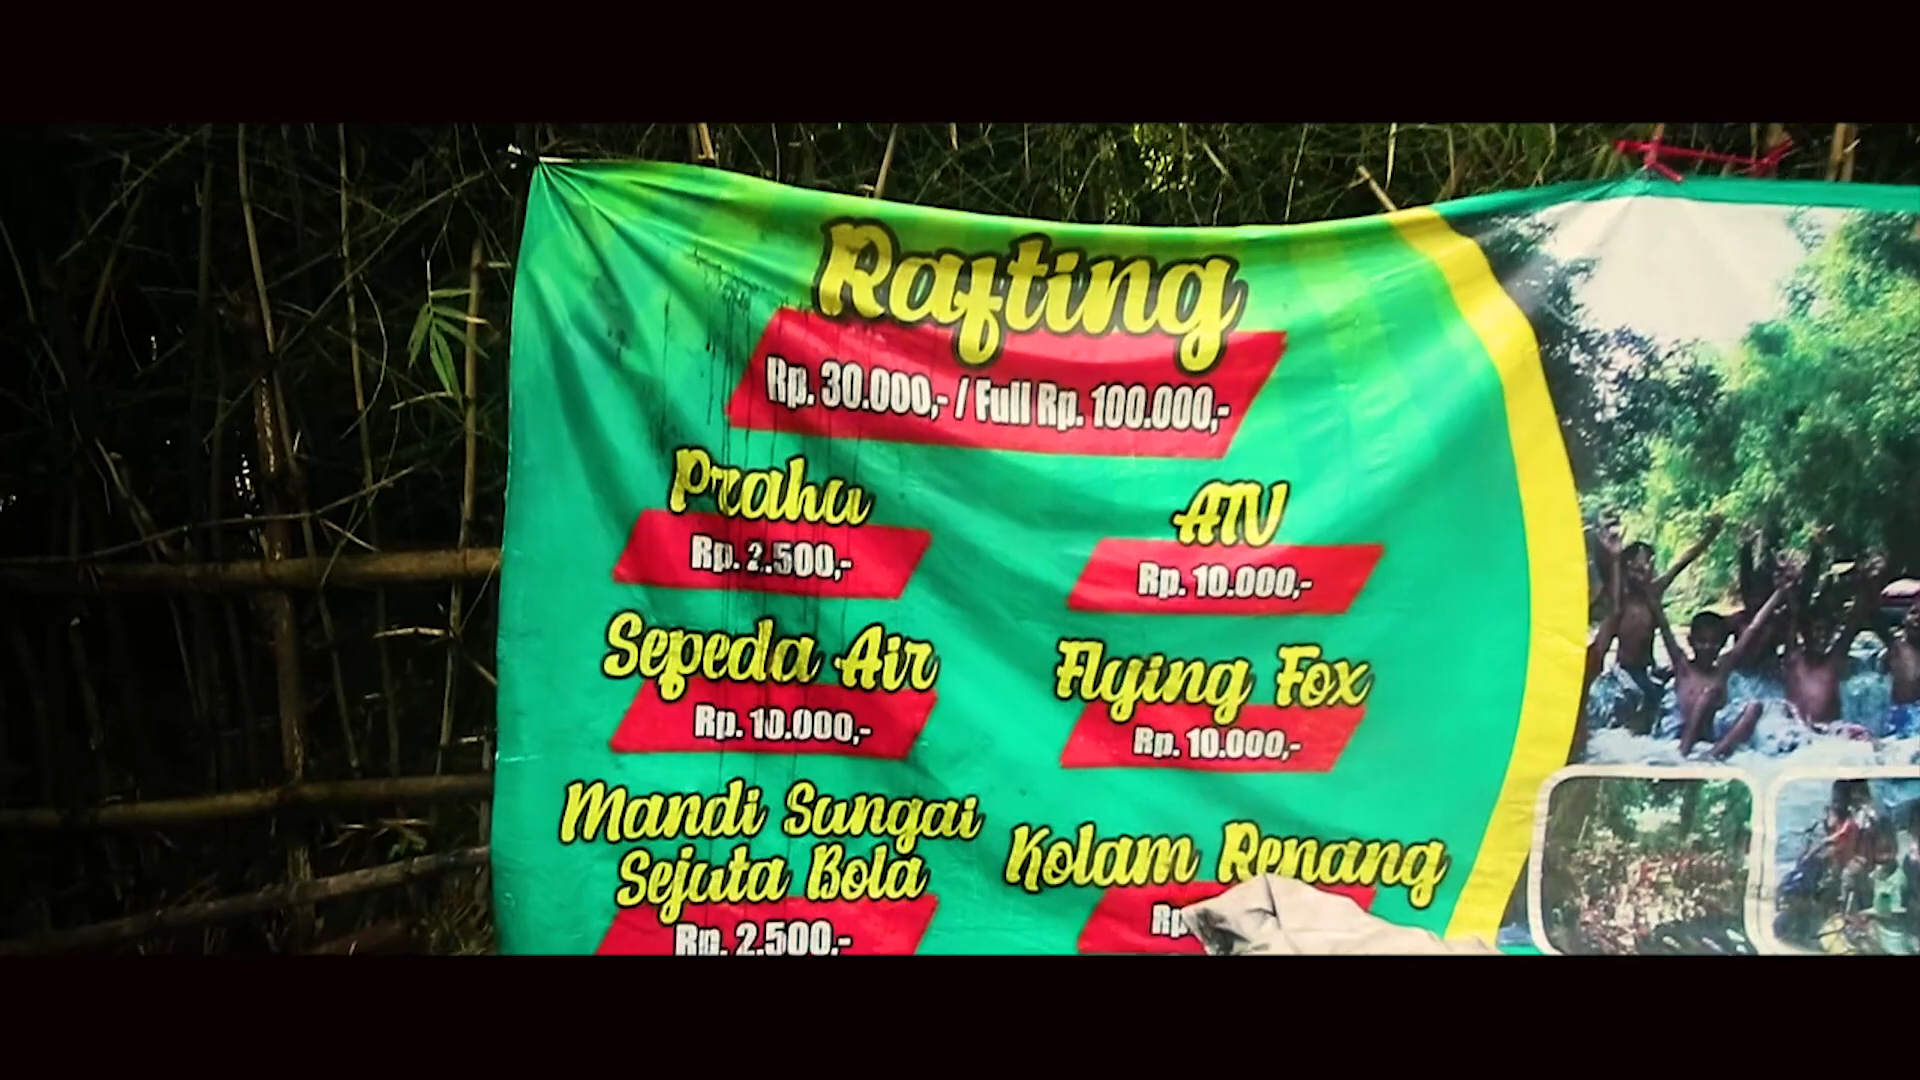 Rafting
Rp. 30.000,- / Full Rp. 100.000,-
Prahu
Rp. 2.500,-
ATV
Rp. 10.000,-
Sepeda Air
Rp. 10.000,-
Flying Fox
Rp. 10.000,-
Mandi Sungai
Sejuta Bola
Rp. 2.500,-
Kolam Renang
Rp